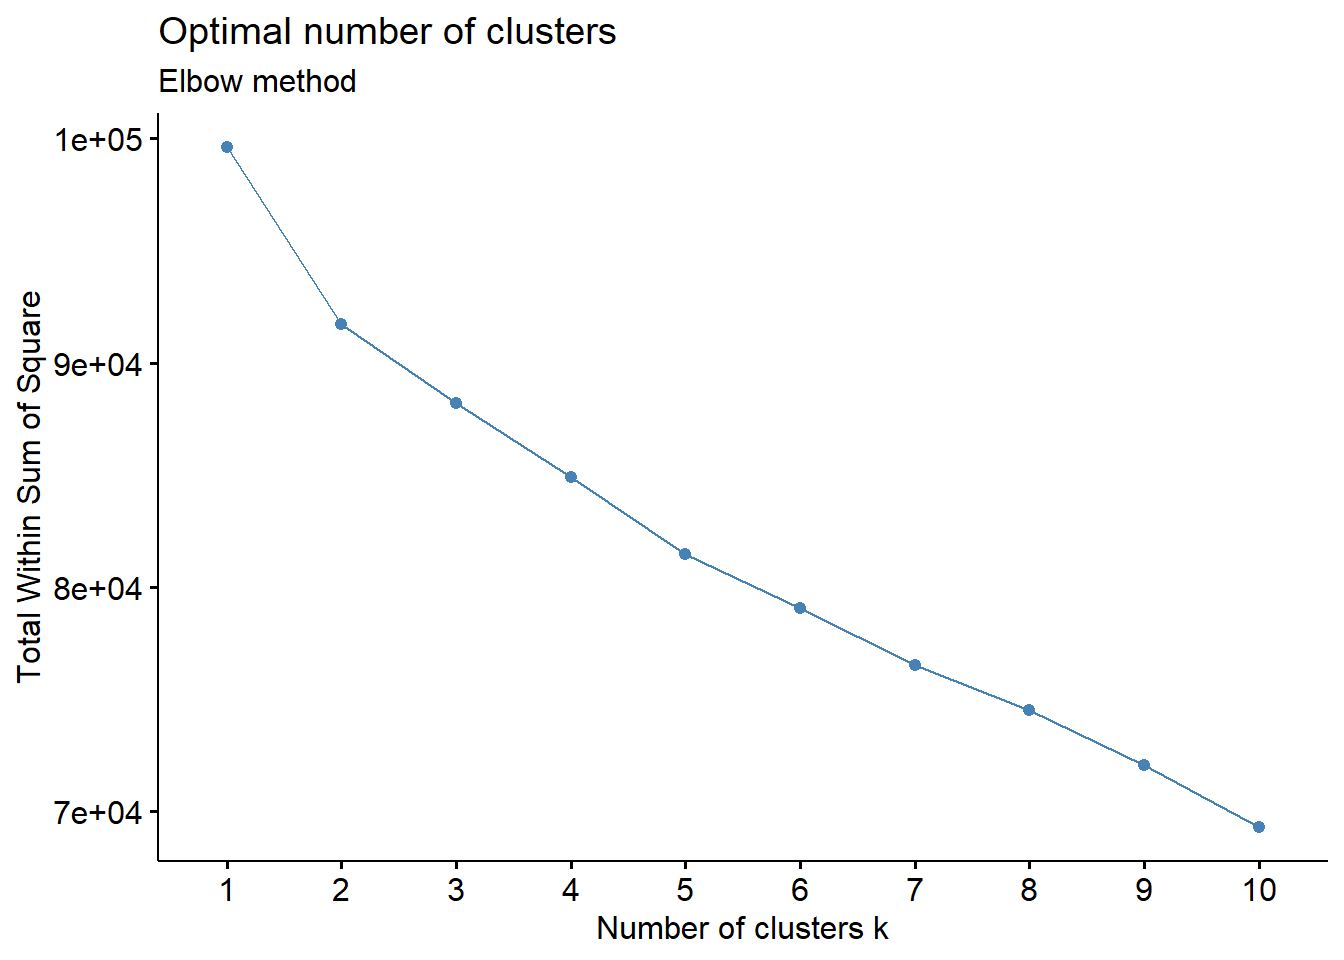 Optimal number of clusters
Elbow method
Total Within Sum of Square
1e+05
9e+04
8e+04
7e+04
1 2 3 4 5 6 7 8 9 10
Number of clusters k